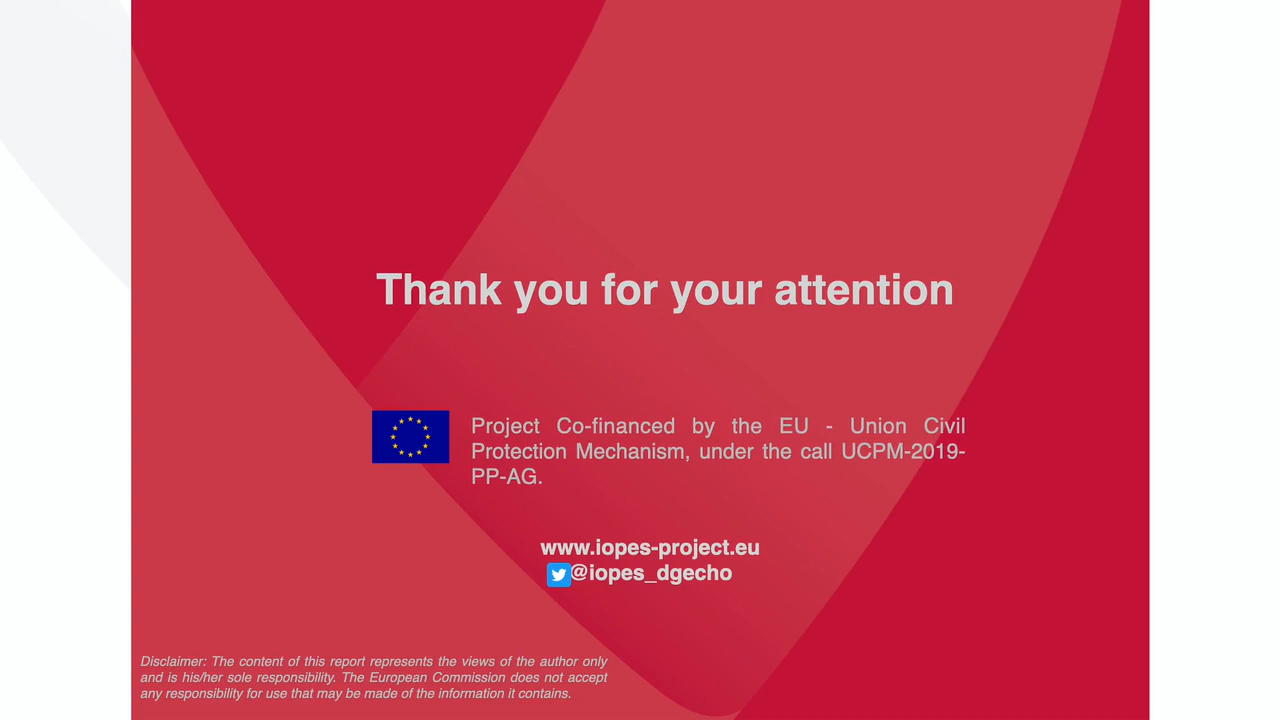 Thank you for your attention
Project Co-financed by the EU - Union Civil
Protection Mechanism, under the call UCPM-2019-
PP-AG.
www.iopes-project.eu
@iopes_dgecho
Disclaimer: The content of this report represents the views of the author only
and is his/her sole responsibility. The European Commission does not accept
any responsibility for use that may be made of the information it contains.